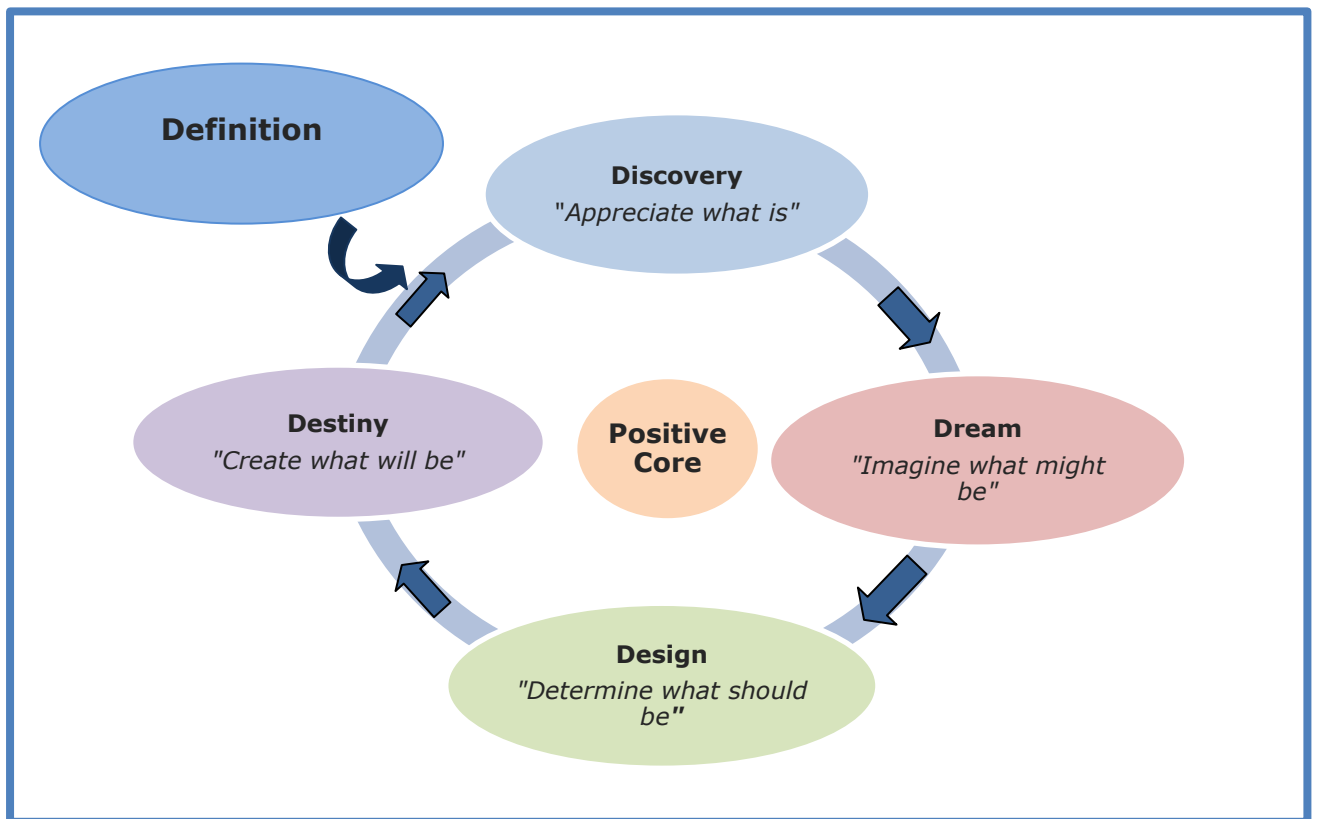 Definition
Discovery
"Appreciate what is"
Destiny
"Create what will be"
Positive
Core
Dream
"Imagine what might
be"
Design
"Determine what should
be"